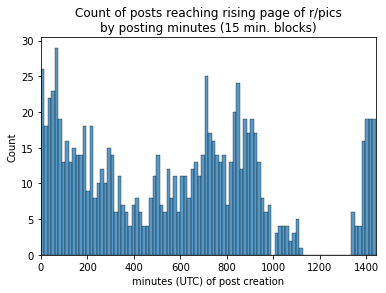 Count of posts reaching rising page of r/pics
by posting minutes (15 min. blocks)
30
25
20
15
10
5
0
Count
0 200 400 600 800 1000 1200 1400
minutes (UTC) of post creation